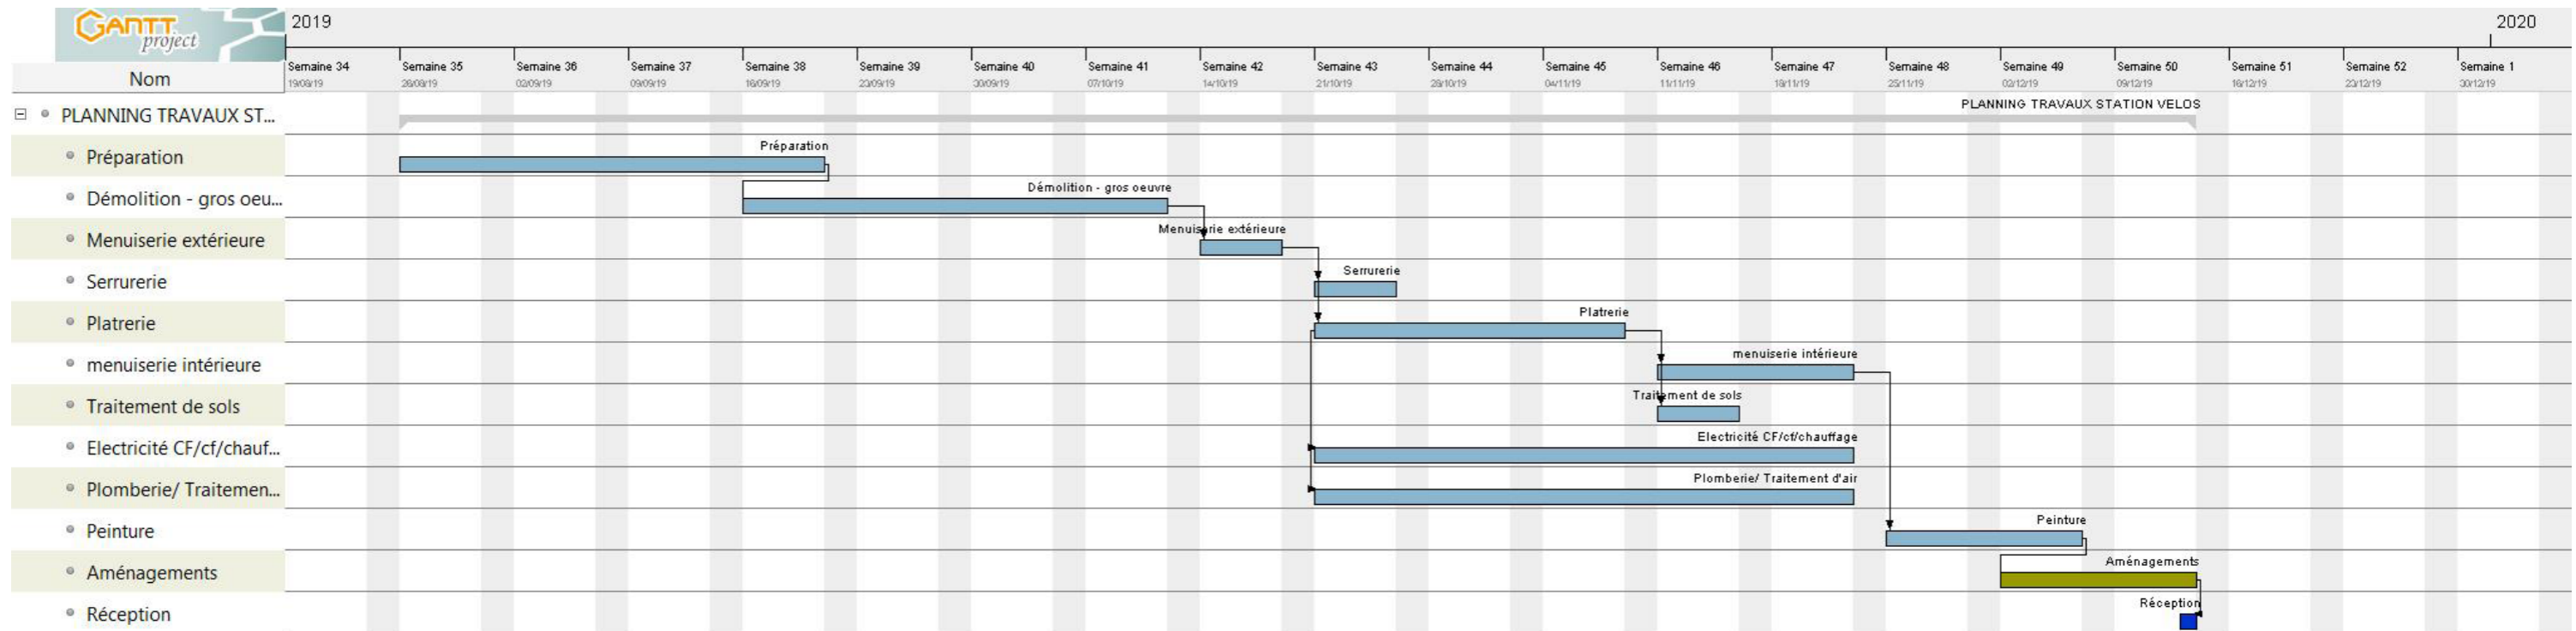 GANTT
project
2019
2020
Nom
Semaine 34 Semaine 35 Semaine 36 Semaine 37 Semaine 38 Semaine 39 Semaine 40 Semaine 41 Semaine 42 Semaine 43 Semaine 44 Semaine 45 Semaine 46 Semaine 47 Semaine 48 Semaine 49 Semaine 50 Semaine 51 Semaine 52 Semaine 1
19/08/19 26/08/19 02/09/19 09/09/19 16/09/19 23/09/19 30/09/19 07/10/19 14/10/19 21/10/19 28/10/19 04/11/19 11/11/19 18/11/19 25/11/19 02/12/19 09/12/19 16/12/19 23/12/19 30/12/19
PLANNING TRAVAUX ST...
PLANNING TRAVAUX STATION VELOS
Préparation
Préparation
Démolition - gros oeu...
Démolition - gros oeuvre
Menuiserie extérieure
Menuiserie extérieure
Serrurerie
Serrurerie
Platrerie
Platrerie
menuiserie intérieure
menuiserie intérieure
Traitement de sols
Traitement de sols
Electricité CF/cf/chauf...
Electricité CF/cf/chauffage
Plomberie/ Traitemen...
Plomberie/ Traitement d'air
Peinture
Peinture
Aménagements
Aménagements
Réception
Réception